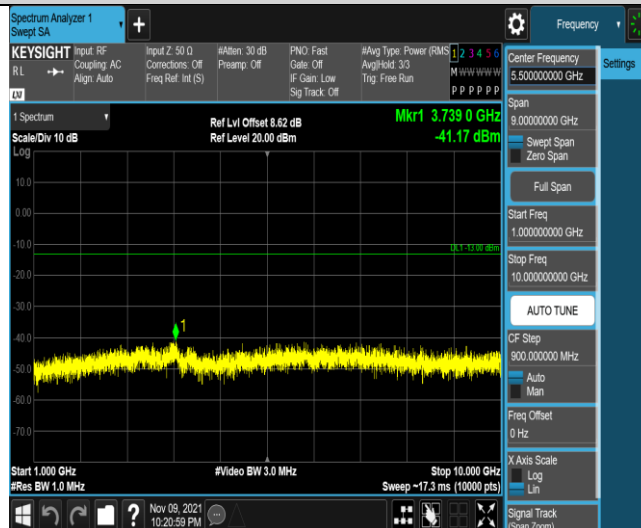 Spectrum Analyzer 1
Swept SA
+
Frequency
KEYSIGHT
RL
LXI
Input: RF
Coupling: AC
Align: Auto
Input Z: 50 Ω
Corrections: Off
Freq Ref: Int (S)
#Atten: 30 dB
Preamp: Off
PNO: Fast
Gate: Off
IF Gain: Low
Sig Track: Off
#Avg Type: Power (RMS
Avg|Hold: 3/3
Trig: Free Run
1 2 3 4 5 6
M W W W W W
P P P P P P
1 Spectrum
Scale/Div 10 dB
Log
Ref Lvl Offset 8.62 dB
Ref Level 20.00 dBm
Mkr1 3.739 0 GHz
-41.17 dBm
10.0
0.00
-10.0
DL1 -13.00 dBm
-20.0
-30.0
1
-40.0
-50.0
-60.0
-70.0
Start 1.000 GHz
#Res BW 1.0 MHz
#Video BW 3.0 MHz
Stop 10.000 GHz
Sweep ~17.3 ms (10000 pts)
Center Frequency
5.500000000 GHz
Settings
Span
9.00000000 GHz
Swept Span
Zero Span
Full Span
Start Freq
1.000000000 GHz
Stop Freq
10.000000000 GHz
AUTO TUNE
CF Step
900.000000 MHz
Auto
Man
Freq Offset
0 Hz
X Axis Scale
Log
Lin
Signal Track
(Span Zoom)
?
Nov 09, 2021
10:20:59 PM